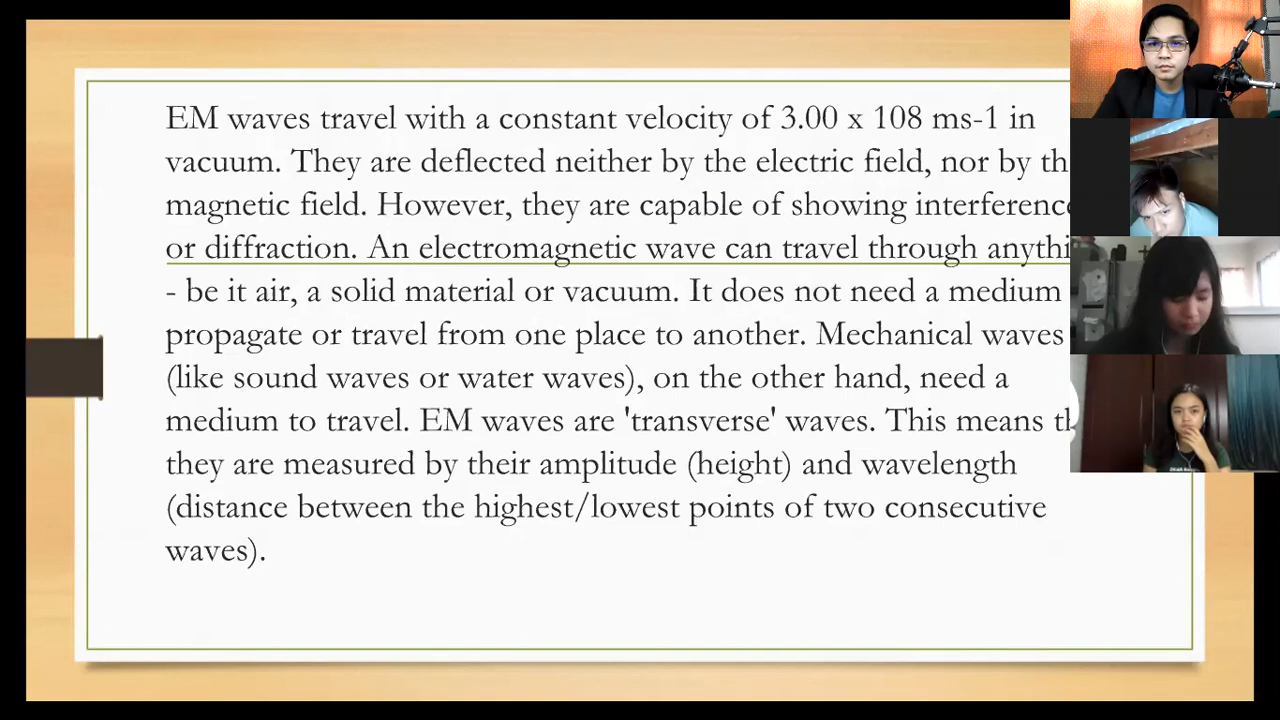 EM waves travel with a constant velocity of 3.00 x 108 ms-1 in
vacuum. They are deflected neither by the electric field, nor by th
magnetic field. However, they are capable of showing interference
or diffraction. An electromagnetic wave can travel through anythi
- be it air, a solid material or vacuum. It does not need a medium
propagate or travel from one place to another. Mechanical waves
(like sound waves or water waves), on the other hand, need a
medium to travel. EM waves are 'transverse' waves. This means th
they are measured by their amplitude (height) and wavelength
(distance between the highest/lowest points of two consecutive
waves).